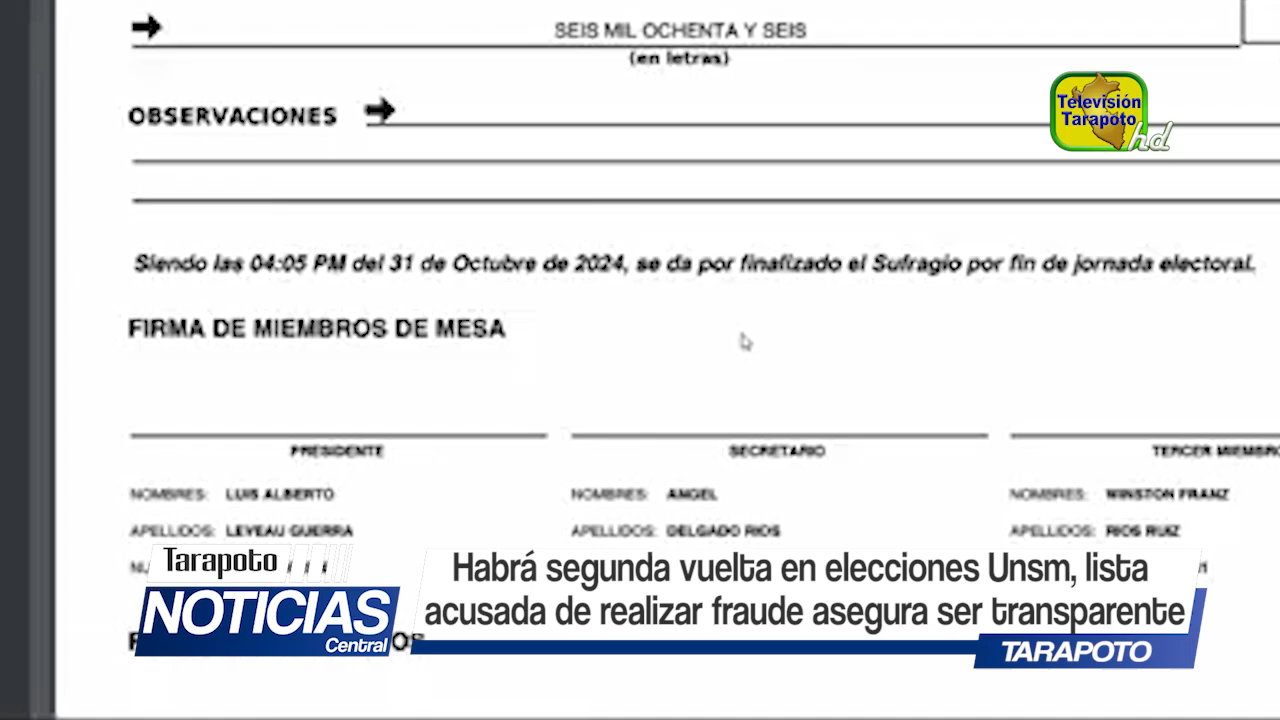 SEIS MIL OCHENTA Y SEIS
(en letras)
OBSERVACIONES
Televisión
Tarapoto
hd
Siendo las 04:05 PM del 31 de Octubre de 2024, se da por finalizado el Sufragio por fin de jornada electoral.
FIRMA DE MIEMBROS DE MESA
PRESIDENTE SECRETARIO TERCER MIEMBRO
NOMBRES: LUIS ALBERTO NOMBRES: ANGEL NOMBRES: WINSTON FRANZ
APELLIDOS: LEVEAU GUERRA APELLIDOS: DELGADO RIOS APELLIDOS: RIOS RUIZ
Tarapoto
NOTICIAS
Central
Habrá segunda vuelta en elecciones Unsm, lista
acusada de realizar fraude asegura ser transparente
TARAPOTO